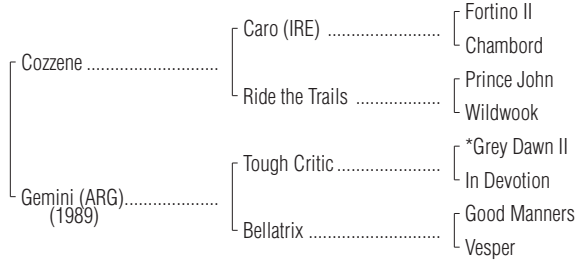 Fortino II
Caro (IRE) ....................
Chambord
Cozzene .............................
Prince John
Ride the Trails ...............
Wildwook
*Grey Dawn II
Tough Critic ..................
In Devotion
Gemini (ARG)....................
(1989)
Good Manners
Bellatrix .......................
Vesper